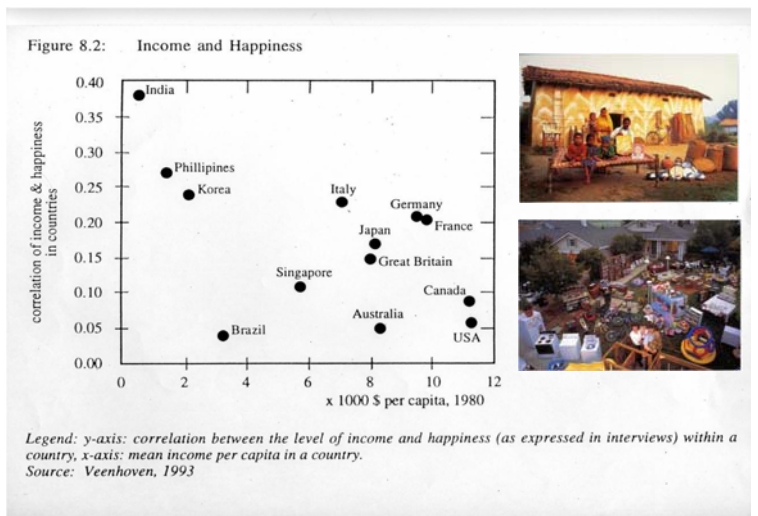 Figure 8.2: Income and Happiness
correlation of income & happiness
in countries
0.40
0.35
0.30
0.25
0.20
0.15
0.10
0.05
0.00
India
Phillipines
Korea
Italy
Germany
France
Japan
Great Britain
Singapore
Canada
Australia
Brazil
USA
0 2 4 6 8 10 12
x 1000 $ per capita, 1980
Legend: y-axis: correlation between the level of income and happiness (as expressed in interviews) within a
country, x-axis: mean income per capita in a country.
Source: Veenhoven, 1993